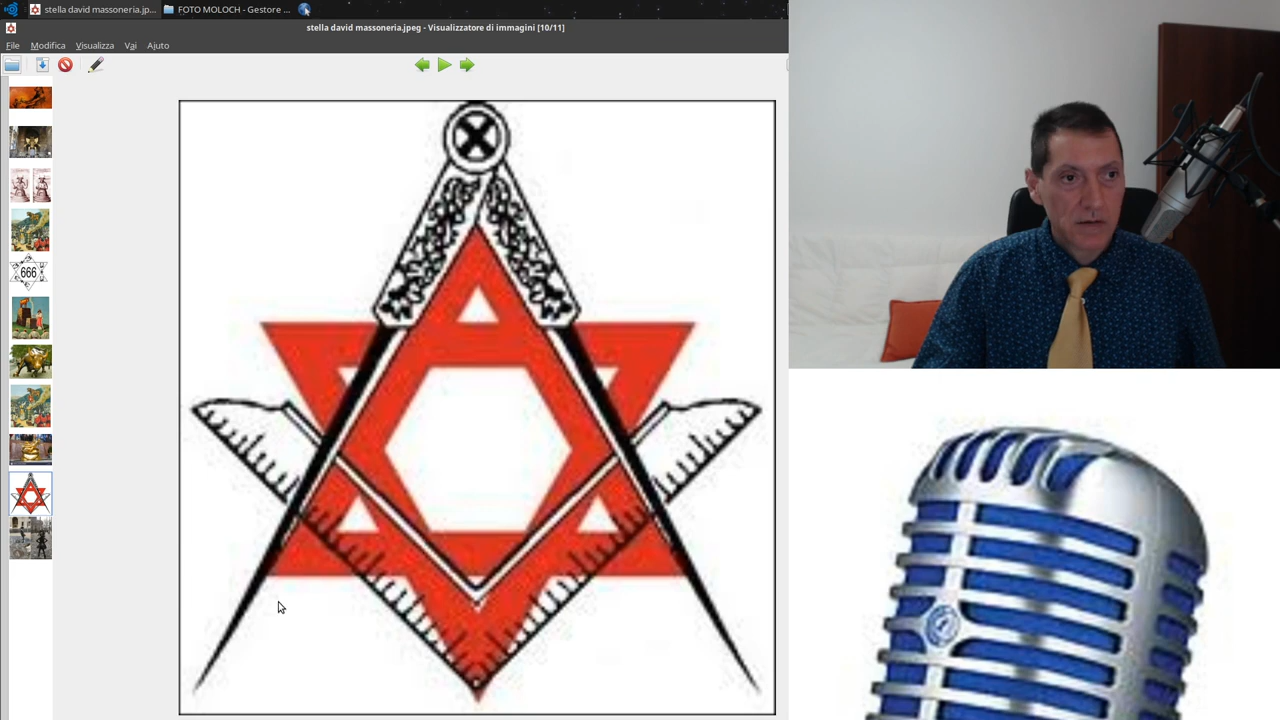 stella david massoneria.jp...
FOTO MOLOCH - Gestore ...
stella david massoneria.jpeg - Visualizzatore di immagini [10/11]
File Modifica Visualizza Vai Aiuto
666